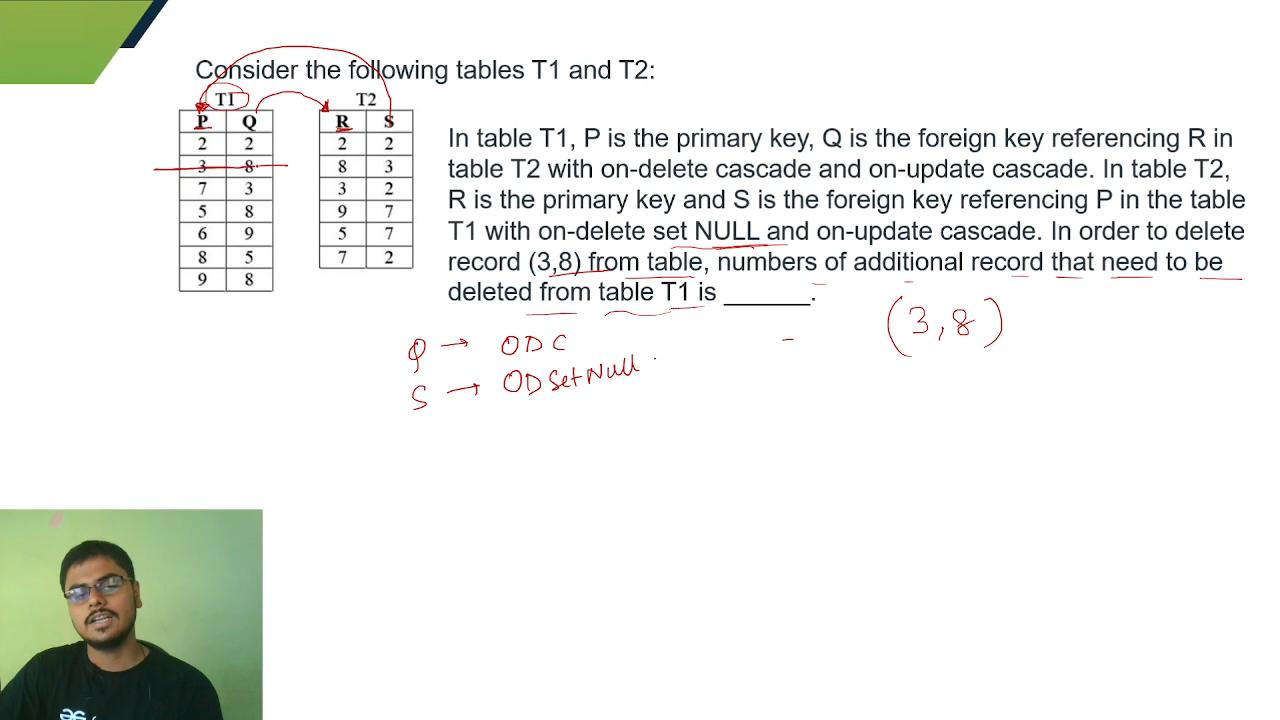 Consider the following tables T1 and T2:
T1
P Q
2 2
3 8
7 3
5 8
6 9
8 5
9 8
T2
R S
2 2
8 3
3 2
9 7
5 7
7 2
In table T1, P is the primary key, Q is the foreign key referencing R in
table T2 with on-delete cascade and on-update cascade. In table T2,
R is the primary key and S is the foreign key referencing P in the table
T1 with on-delete set NULL and on-update cascade. In order to delete
record (3,8) from table, numbers of additional record that need to be
deleted from table T1 is ______.
(3,8)
Q → ODC
S → OD Set Null